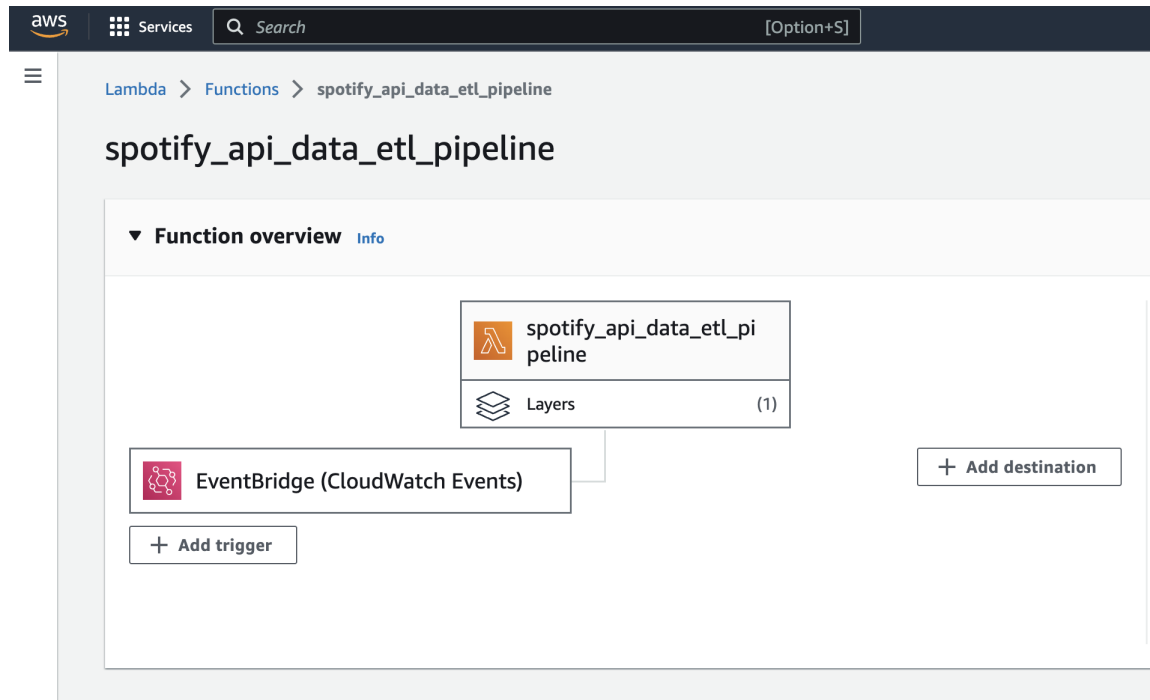 aws
Services
Search
[Option+S]
Lambda > Functions > spotify_api_data_etl_pipeline
spotify_api_data_etl_pipeline
Function overview Info
spotify_api_data_etl_pi
peline
Layers (1)
EventBridge (CloudWatch Events)
+ Add destination
+ Add trigger